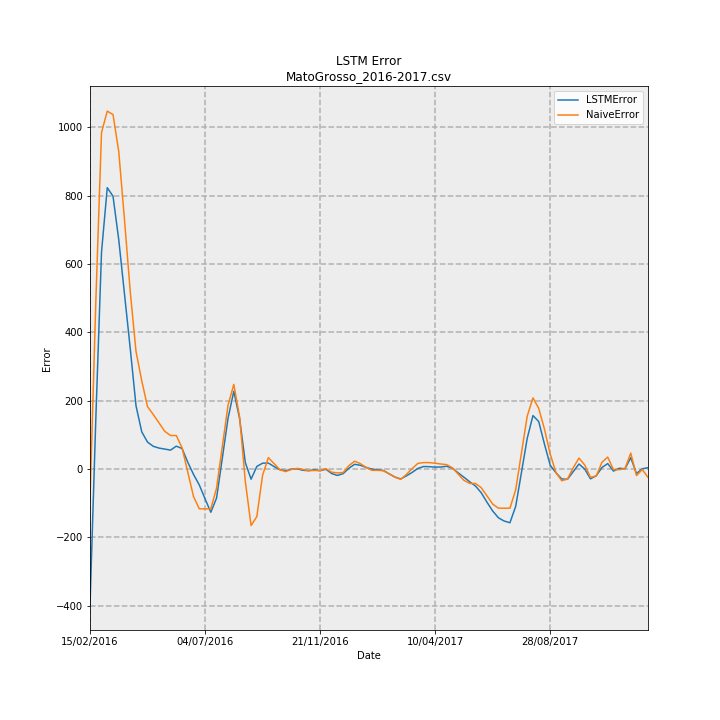 LSTM Error
MatoGrosso_2016-2017.csv
LSTMError
NaiveError
1000
800
600
400
200
0
−200
−400
Error
15/02/2016
04/07/2016
21/11/2016
10/04/2017
28/08/2017
Date